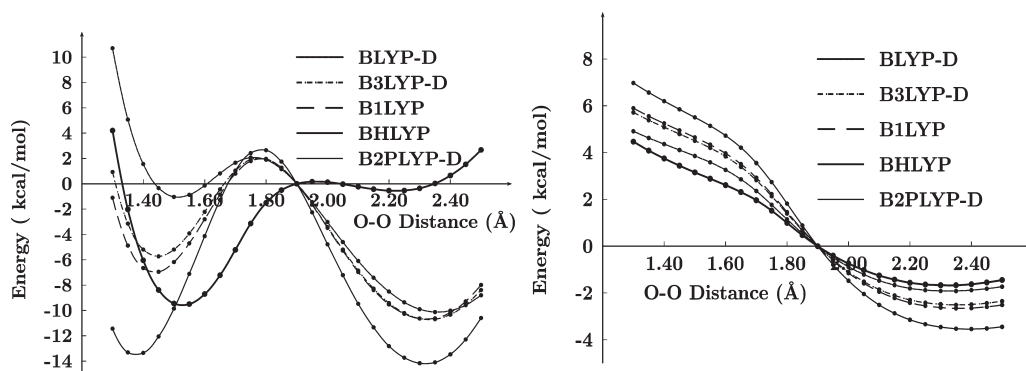 10
8
6
4
2
0
-2
-4
-6
-8
-10
-12
-14
Energy ( kcal/mol)
BLYP-D
B3LYP-D
B1LYP
BHLYP
B2PLYP-D
1.40 1.60 1.80 2.00 2.20 2.40
O-O Distance (Å)
8
6
4
2
0
-2
-4
Energy ( kcal/mol)
BLYP-D
B3LYP-D
B1LYP
BHLYP
B2PLYP-D
1.40 1.60 1.80 2.00 2.20 2.40
O-O Distance (Å)